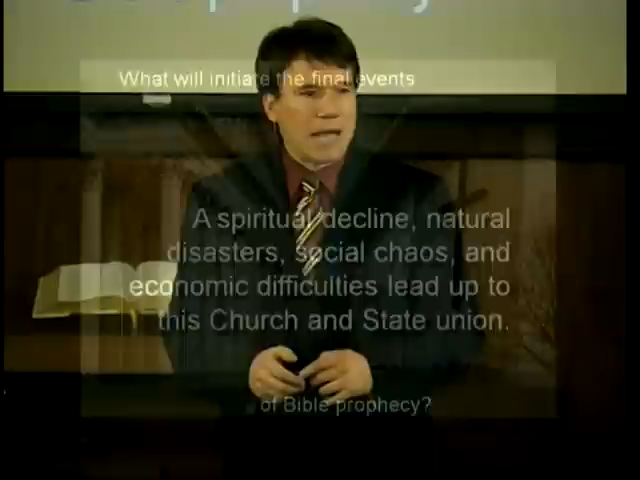 What will initiate the final events
A spiritual decline, natural
disasters, social chaos, and
economic difficulties lead up to
this Church and State union.
of Bible prophecy?